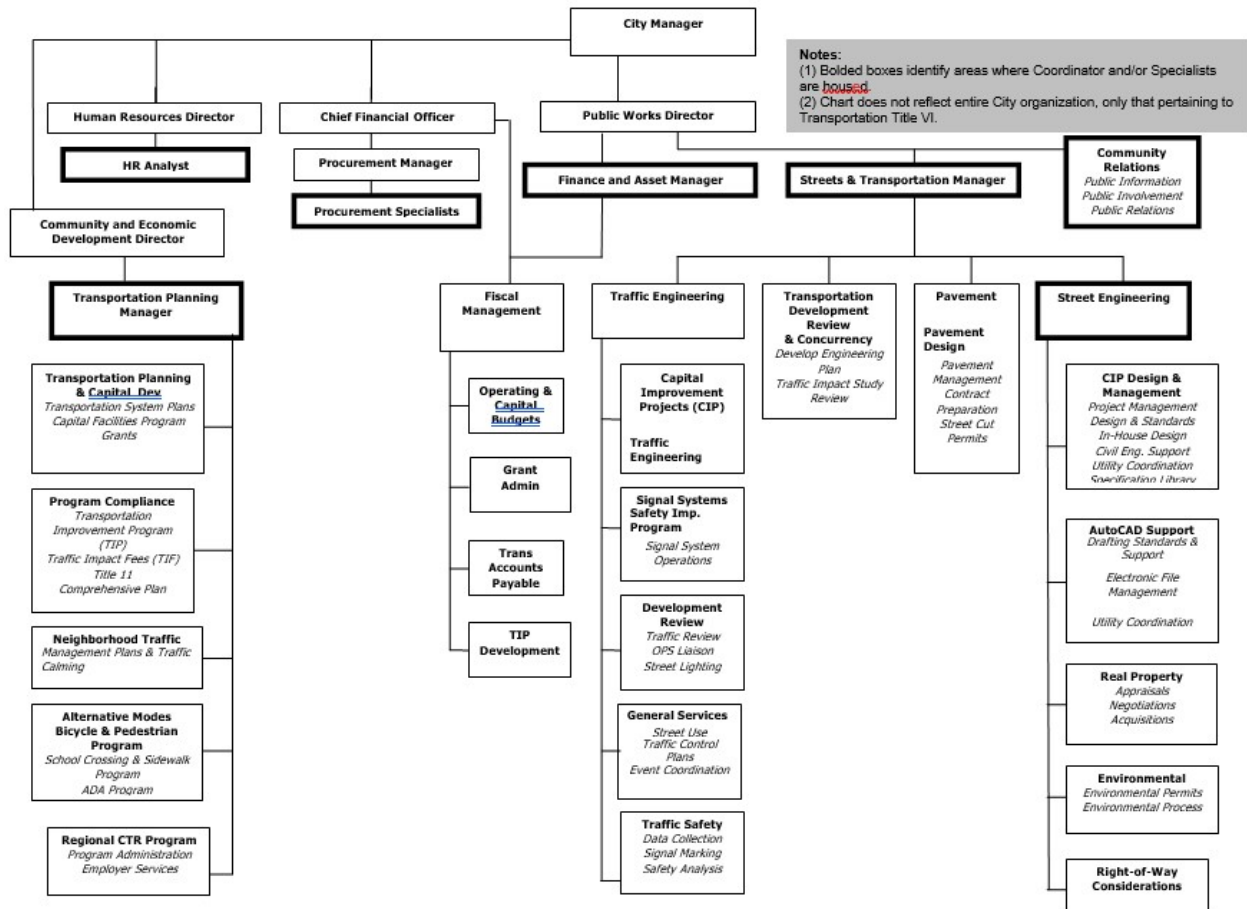 City Manager
Notes:
(1) Bolded boxes identify areas where Coordinator and/or Specialists
are housed.
(2) Chart does not reflect entire City organization, only that pertaining to
Transportation Title VI.
Human Resources Director
Chief Financial Officer
Public Works Director
HR Analyst
Procurement Manager
Procurement Specialists
Finance and Asset Manager
Streets & Transportation Manager
Community
Relations
Public Information
Public Involvement
Public Relations
Community and Economic
Development Director
Transportation Planning
Manager
Transportation Planning
& Capital Dev
Transportation System Plans
Capital Facilities Program
Grants
Program Compliance
Transportation
Improvement Program
(TIP)
Traffic Impact Fees (TIF)
Title 11
Comprehensive Plan
Neighborhood Traffic
Management Plans & Traffic
Calming
Alternative Modes
Bicycle & Pedestrian
Program
School Crossing & Sidewalk
Program
ADA Program
Regional CTR Program
Program Administration
Employer Services
Fiscal
Management
Operating &
Capital
Budgets
Grant
Admin
Trans
Accounts
Payable
TIP
Development
Traffic Engineering
Capital
Improvement
Projects (CIP)
Traffic
Engineering
Signal Systems
Safety Imp.
Program
Signal System
Operations
Development
Review
Traffic Review
OPS Liaison
Street Lighting
General Services
Street Use
Traffic Control
Plans
Event Coordination
Traffic Safety
Data Collection
Signal Marking
Safety Analysis
Transportation
Development
Review
& Concurrency
Develop Engineering
Plan
Traffic Impact Study
Review
Pavement
Pavement
Design
Pavement
Management
Contract
Preparation
Street Cut
Permits
Street Engineering
CIP Design &
Management
Project Management
Design & Standards
In-House Design
Civil Eng. Support
Utility Coordination
Specification Library
AutoCAD Support
Drafting Standards &
Support
Electronic File
Management
Utility Coordination
Real Property
Appraisals
Negotiations
Acquisitions
Environmental
Environmental Permits
Environmental Process
Right-of-Way
Considerations